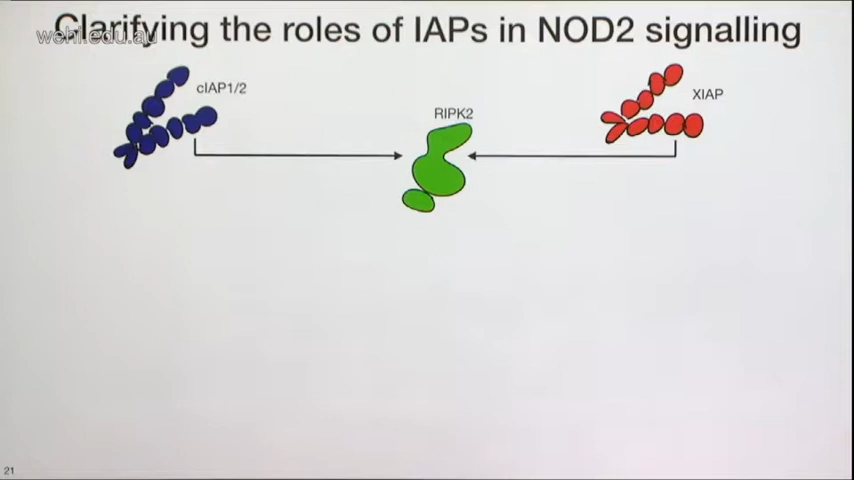 Clarifying the roles of IAPs in NOD2 signalling
wehi.edu.au
cIAP1/2
XIAP
RIPK2
21